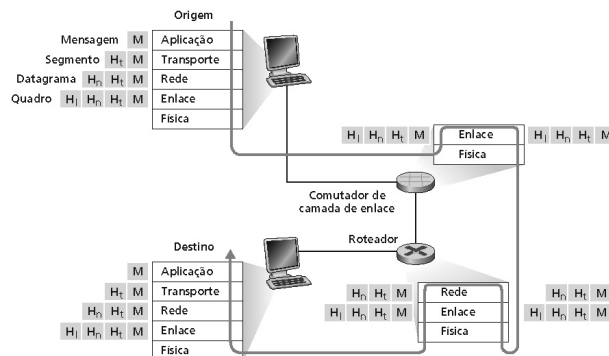 Origem
Mensagem M Aplicação
Segmento Ht M Transporte
Datagrama Hn Ht M Rede
Quadro Hl Hn Ht M Enlace
Física
Hl Hn Ht M Enlace Hl Hn Ht M
Física
Comutador de
camada de enlace
Roteador
Destino
M Aplicação
Ht M Transporte
Hn Ht M Rede
Hl Hn Ht M Enlace
Física
Hn Ht M Rede Hn Ht M
Hl Hn Ht M Enlace Hl Hn Ht M
Física